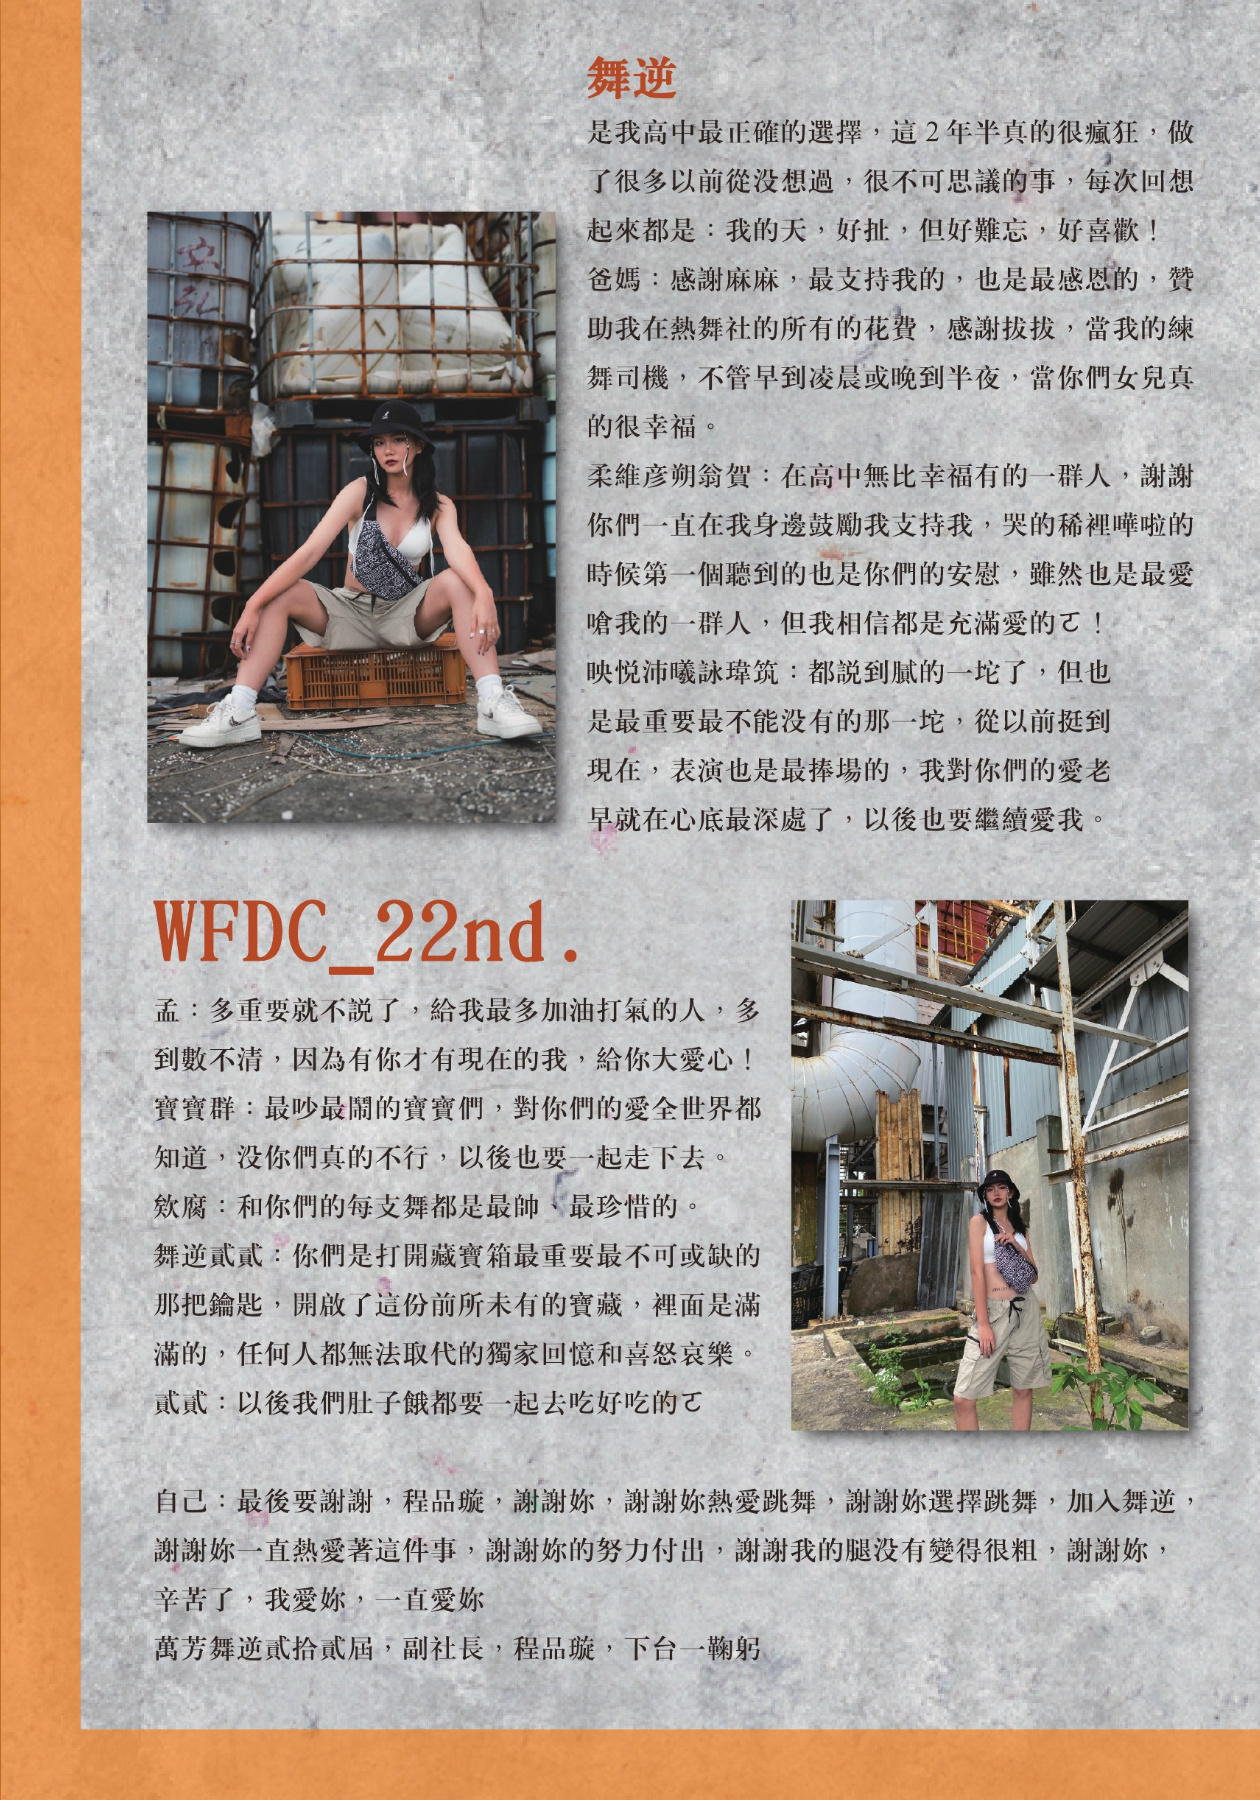 舞逆
是我高中最正確的選擇，這 2 年半真的很瘋狂，做
了很多以前從没想過，很不可思議的事，每次回想
起來都是：我的天，好扯，但好難忘，好喜歡！
爸媽：感謝麻麻，最支持我的，也是最感恩的，贊
助我在熱舞社的所有的花費，感謝拔拔，當我的練
舞司機，不管早到凌晨或晚到半夜，當你們女兒真
的很幸福。
柔維彦朔翁賀：在高中無比幸福有的一群人，謝謝
你們一直在我身邊鼓勵我支持我，哭的稀裡嘩啦的
時候第一個聽到的也是你們的安慰，雖然也是最愛
嗆我的一群人，但我相信都是充滿愛的ㄛ！
映悦沛曦詠瑋筑：都説到膩的一坨了，但也
是最重要最不能没有的那一坨，從以前挺到
現在，表演也是最捧場的，我對你們的愛老
早就在心底最深處了，以後也要繼續愛我。
WFDC_22nd.
孟：多重要就不説了，給我最多加油打氣的人，多
到數不清，因為有你才有現在的我，給你大愛心！
寶寶群：最吵最鬧的寶寶們，對你們的愛全世界都
知道，没你們真的不行，以後也要一起走下去。
欸腐：和你們的每支舞都是最帥、最珍惜的。
舞逆貳貳：你們是打開藏寶箱最重要最不可或缺的
那把鑰匙，開啟了這份前所未有的寶藏，裡面是滿
滿的，任何人都無法取代的獨家回憶和喜怒哀樂。
貳貳：以後我們肚子餓都要一起去吃好吃的ㄛ
自己：最後要謝謝，程品璇，謝謝妳，謝謝妳熱愛跳舞，謝謝妳選擇跳舞，加入舞逆，
謝謝妳一直熱愛著這件事，謝謝妳的努力付出，謝謝我的腿没有變得很粗，謝謝妳，
辛苦了，我愛妳，一直愛妳
萬芳舞逆貳拾貳屆，副社長，程品璇，下台一鞠躬